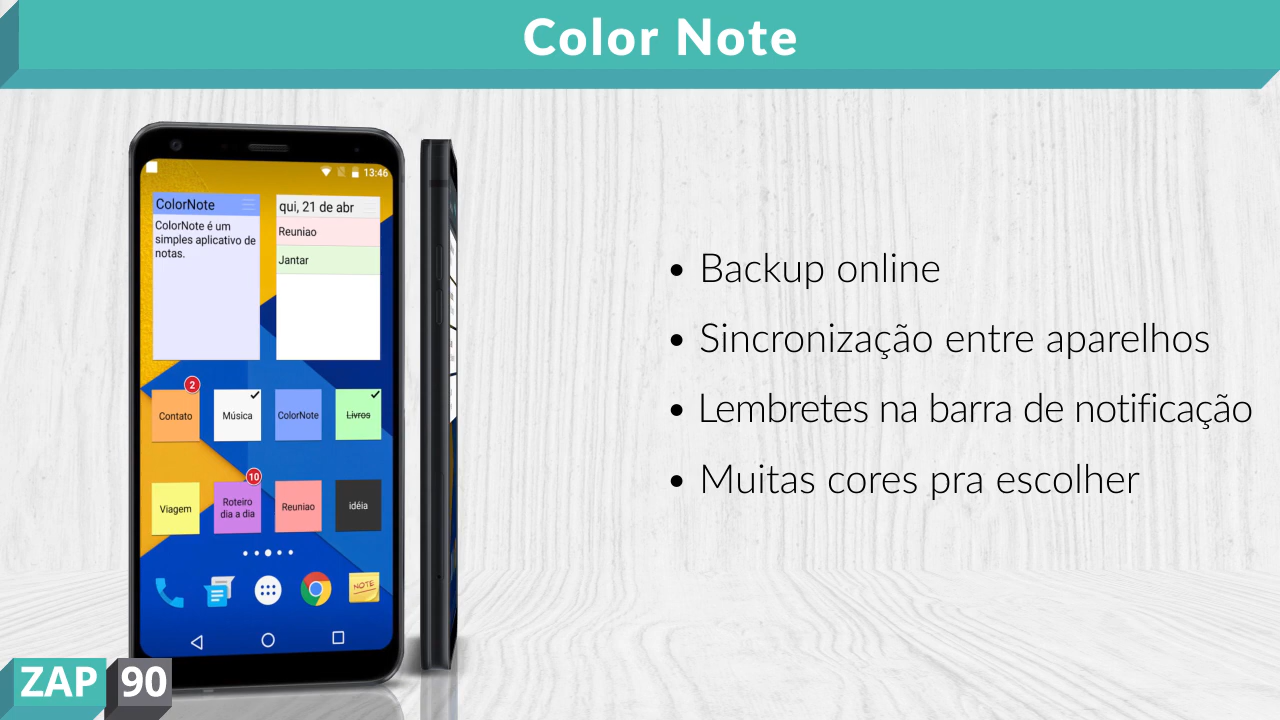 Color Note
13:46
ColorNote
ColorNote é um
simples aplicativo de
notas.
qui, 21 de abr
Reuniao
Jantar
2
Contato
Música
ColorNote
Livros
10
Viagem
Roteiro
dia a dia
Reuniao
idéia
NOTE
• Backup online
• Sincronização entre aparelhos
• Lembretes na barra de notificação
• Muitas cores pra escolher
ZAP 90